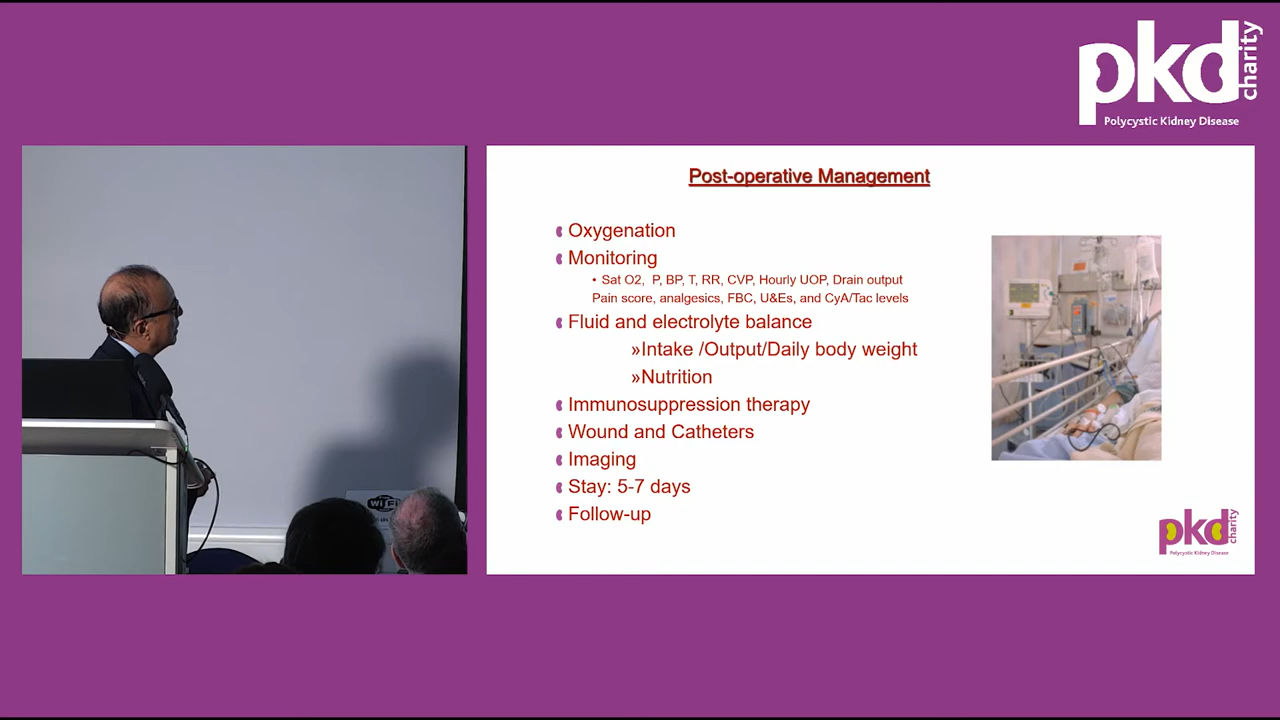 pkd charity
Polycystic Kidney Disease
Post-operative Management
Oxygenation
Monitoring
• Sat O2, P, BP, T, RR, CVP, Hourly UOP, Drain output
Pain score, analgesics, FBC, U&Es, and CyA/Tac levels
Fluid and electrolyte balance
»Intake /Output/Daily body weight
»Nutrition
Immunosuppression therapy
Wound and Catheters
Imaging
Stay: 5-7 days
Follow-up
WiFi
pkd charity
Polycystic Kidney Disease